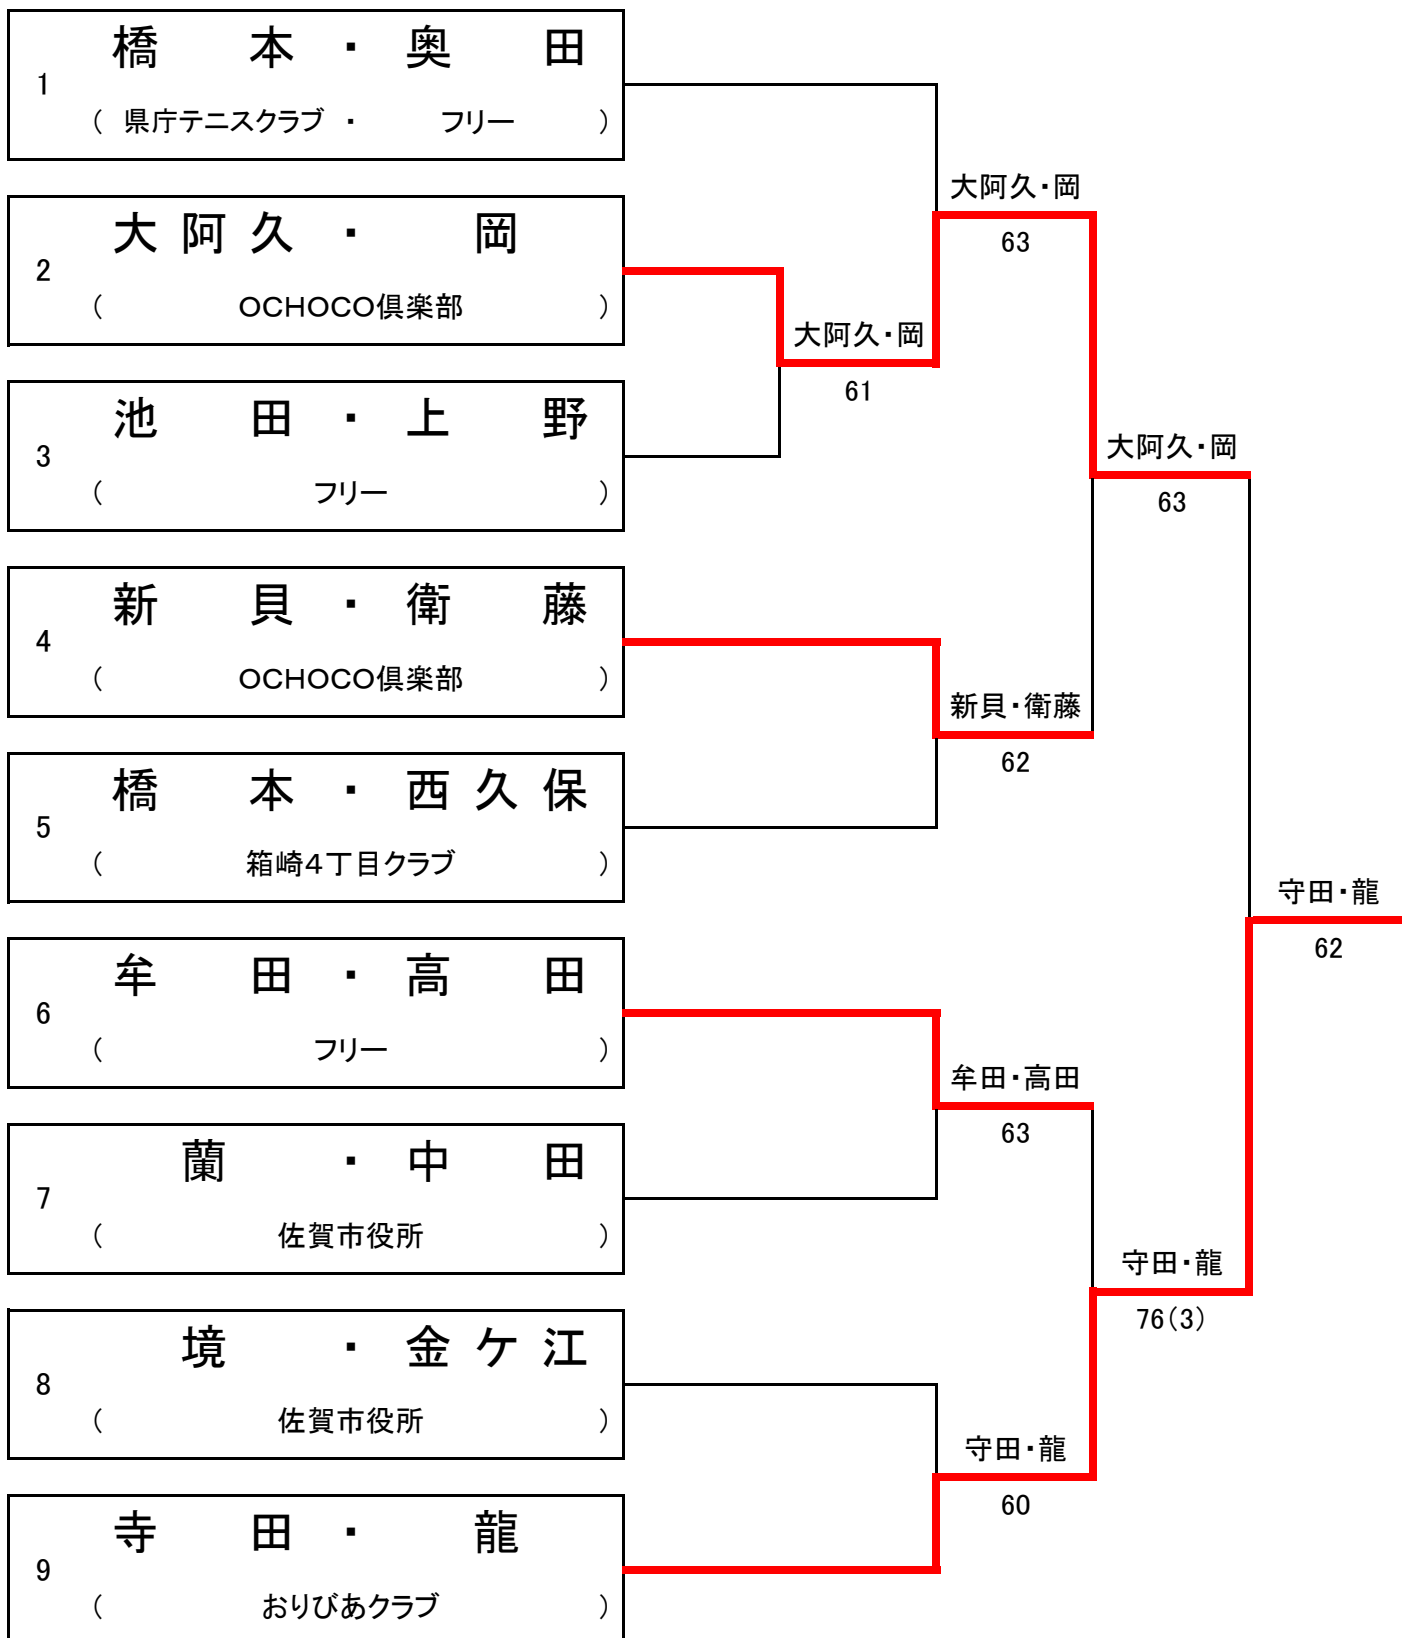 橋本・奥田
1
(県庁テニスクラブ ・ フリー)
大阿久・岡
大阿久・岡
63
2
(OCHOCO倶楽部)
大阿久・岡
61
池田・上野
3
(フリー)
大阿久・岡
63
新貝・衛藤
4
(OCHOCO倶楽部)
新貝・衛藤
62
橋本・西久保
5
(箱崎4丁目クラブ)
守田・龍
62
牟田・高田
6
(フリー)
牟田・高田
63
蘭・中田
7
(佐賀市役所)
守田・龍
76(3)
境・金ケ江
8
(佐賀市役所)
守田・龍
60
寺田・龍
9
(おりびあクラブ)